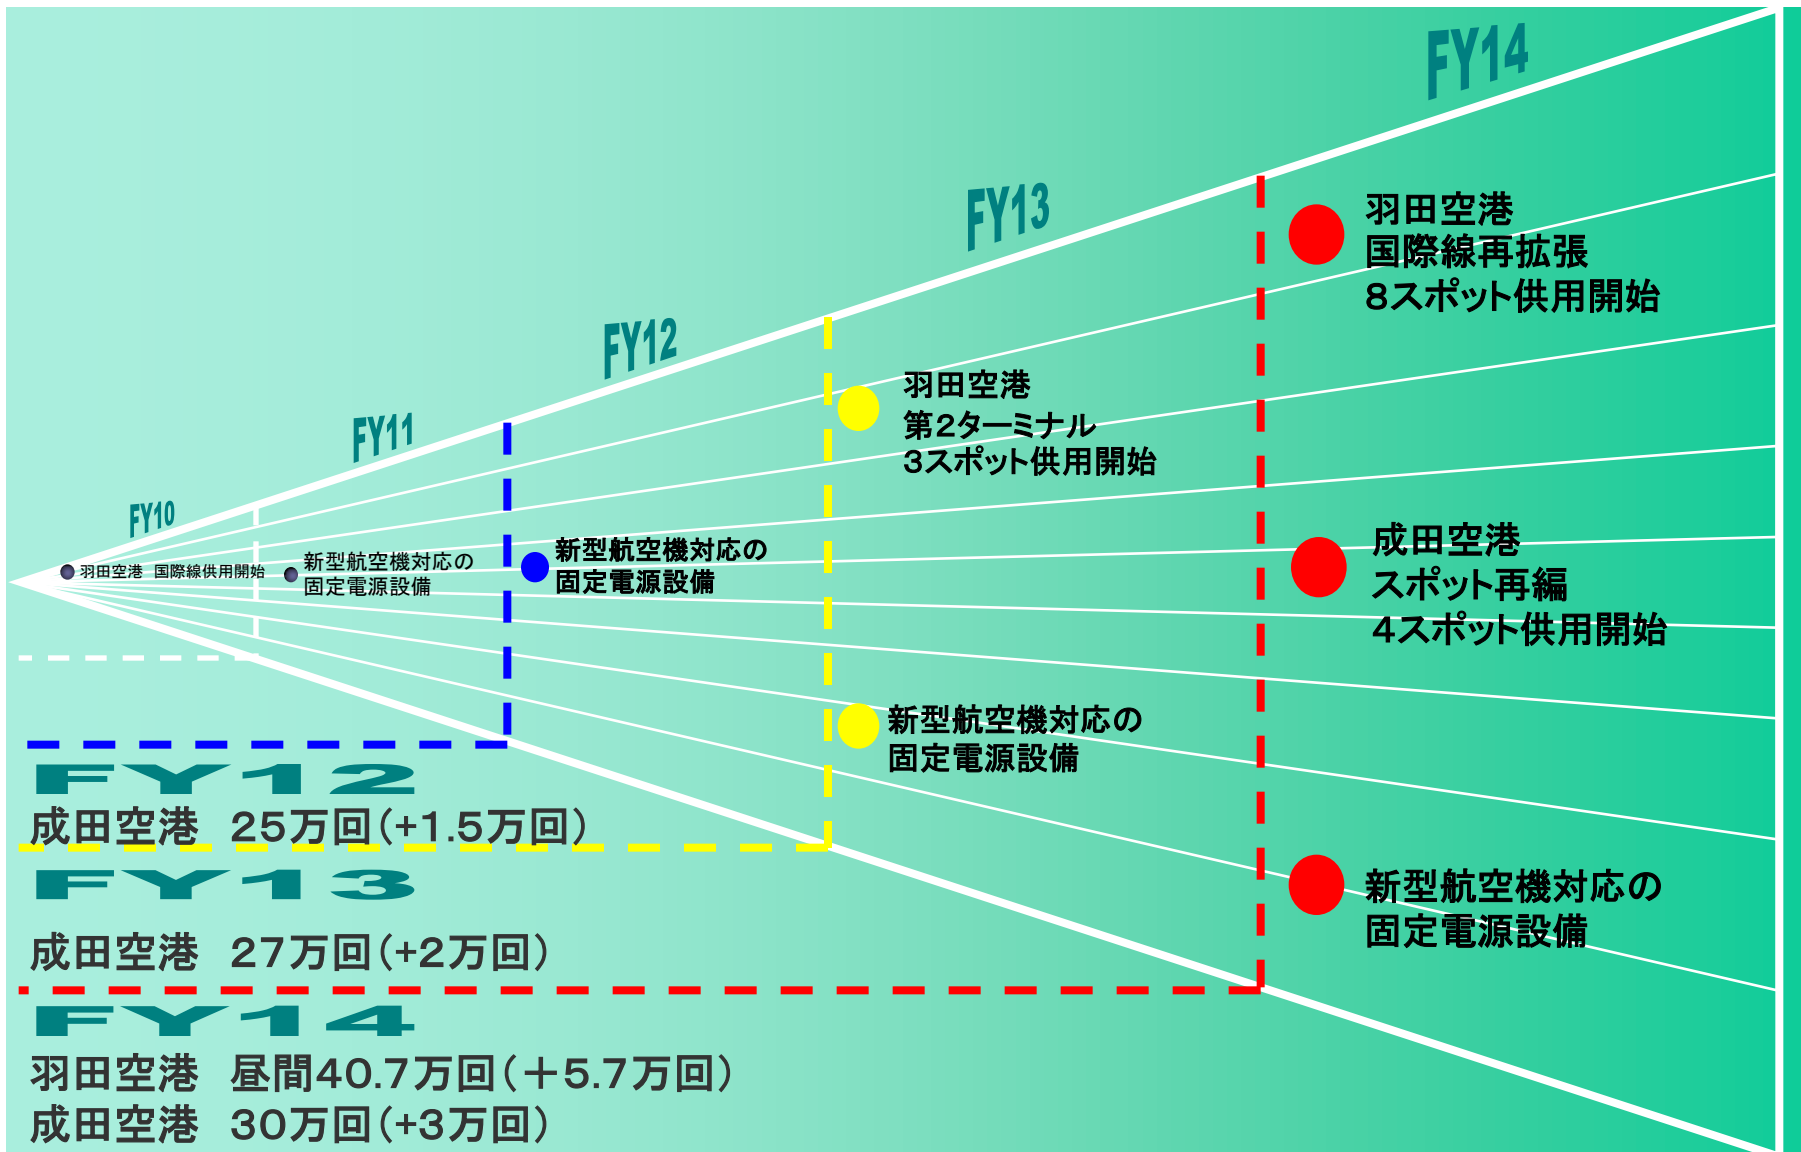 FY10
羽田空港　国際線供用開始
FY11
新型航空機対応の
固定電源設備
FY12
新型航空機対応の
固定電源設備
FY13
羽田空港
第2ターミナル
3スポット供用開始
新型航空機対応の
固定電源設備
FY14
羽田空港
国際線再拡張
8スポット供用開始
成田空港
スポット再編
4スポット供用開始
新型航空機対応の
固定電源設備
FY12
成田空港　25万回(+1.5万回)
FY13
成田空港　27万回(+2万回)
FY14
羽田空港　昼間40.7万回(＋5.7万回)
成田空港　30万回(+3万回)